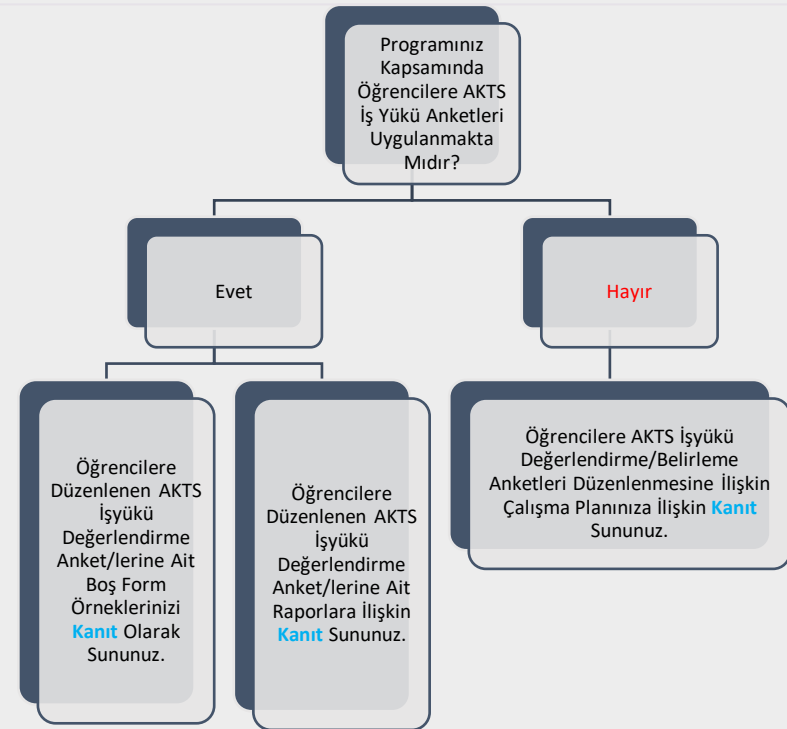 Programınız
Kapsamında
Öğrencilere AKTS
İş Yükü Anketleri
Uygulanmakta
Mıdır?
Evet
Hayır
Öğrencilere
Düzenlenen AKTS
İşyükü
Değerlendirme
Anket/lerine Ait
Boş Form
Örneklerinizi
Kanıt Olarak
Sununuz.
Öğrencilere
Düzenlenen AKTS
İşyükü
Değerlendirme
Anket/lerine Ait
Raporlara İlişkin
Kanıt Sununuz.
Öğrencilere AKTS İşyükü
Değerlendirme/Belirleme
Anketleri Düzenlenmesine İlişkin
Çalışma Planınıza İlişkin Kanıt
Sununuz.